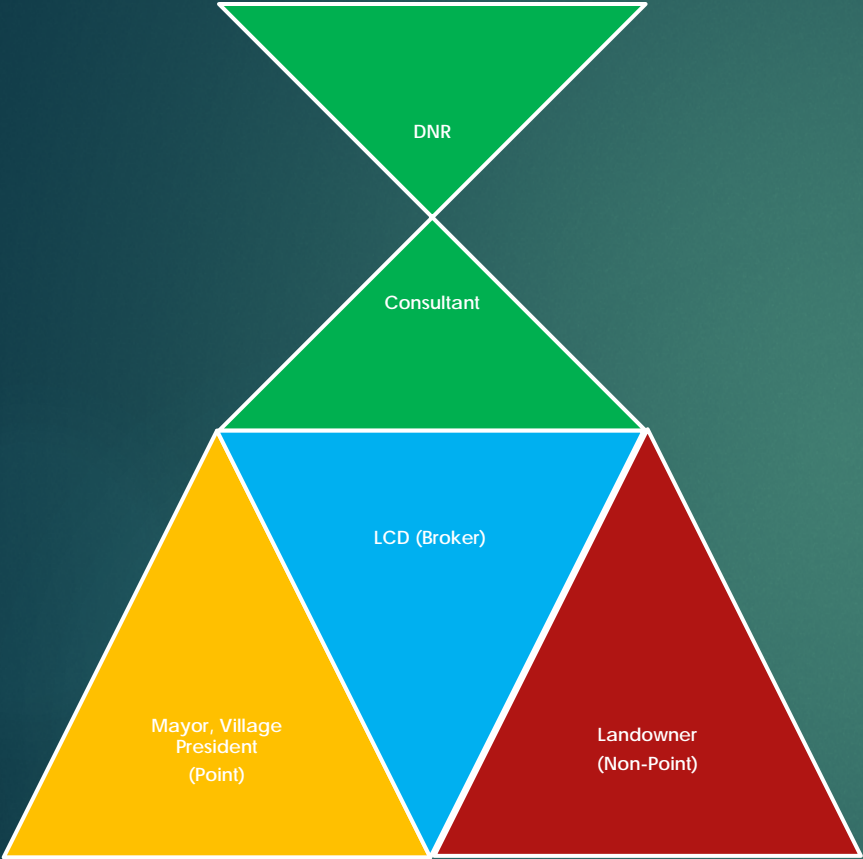 DNR
Consultant
LCD (Broker)
Mayor, Village
President
(Point)
Landowner
(Non-Point)